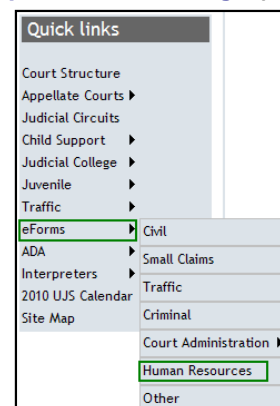 Quick links
Court Structure
Appellate Courts
Judicial Circuits
Child Support
Judicial College
Juvenile
Traffic
eForms
ADA
Interpreters
2010 UJS Calendar
Site Map
Civil
Small Claims
Traffic
Criminal
Court Administration
Human Resources
Other